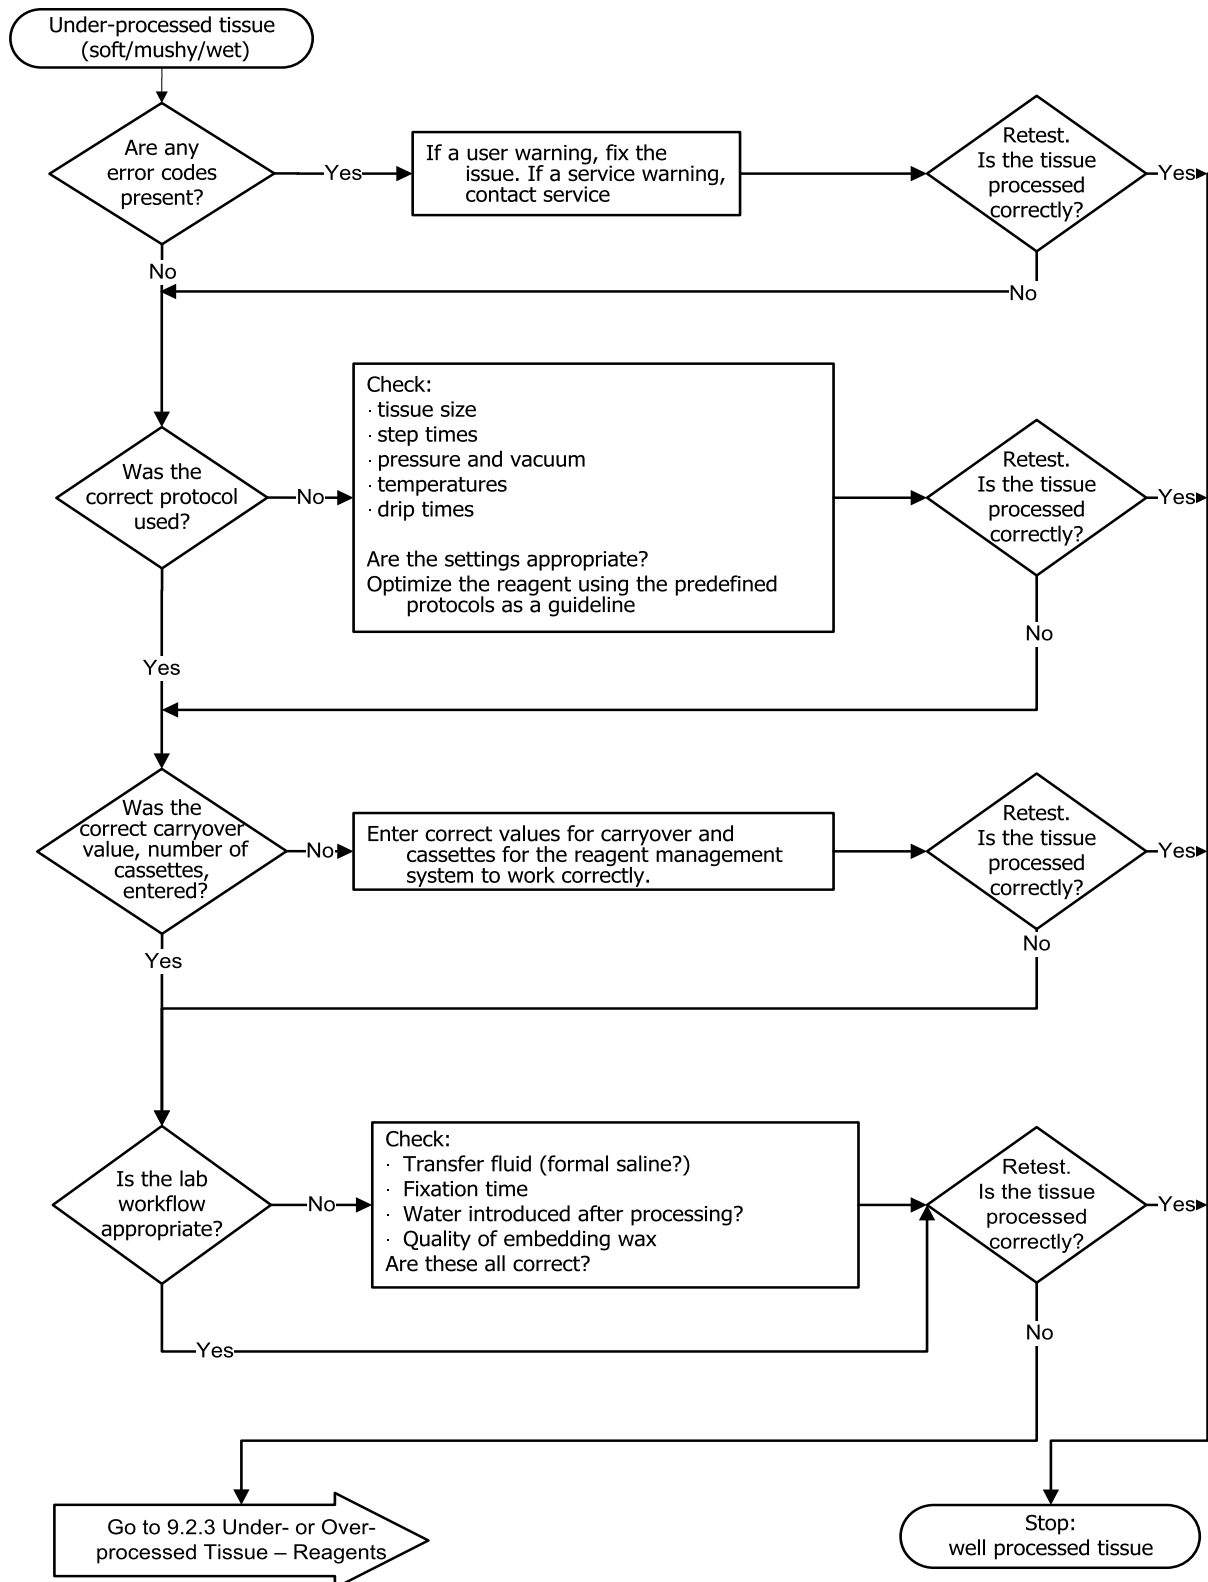 Under-processed tissue
(soft/mushy/wet)
Are any
error codes
present?
Yes
If a user warning, fix the
issue. If a service warning,
contact service
Retest.
Is the tissue
processed
correctly?
Yes
No
No
Was the
correct protocol
used?
No
Check:
· tissue size
· step times
· pressure and vacuum
· temperatures
· drip times
Are the settings appropriate?
Optimize the reagent using the predefined
protocols as a guideline
Retest.
Is the tissue
processed
correctly?
Yes
No
Yes
Was the
correct carryover
value, number of
cassettes,
entered?
No
Enter correct values for carryover and
cassettes for the reagent management
system to work correctly.
Retest.
Is the tissue
processed
correctly?
Yes
No
Yes
Is the lab
workflow
appropriate?
No
Check:
· Transfer fluid (formal saline?)
· Fixation time
· Water introduced after processing?
· Quality of embedding wax
Are these all correct?
Retest.
Is the tissue
processed
correctly?
Yes
No
Yes
Go to 9.2.3 Under- or Over-
processed Tissue – Reagents
Stop:
well processed tissue